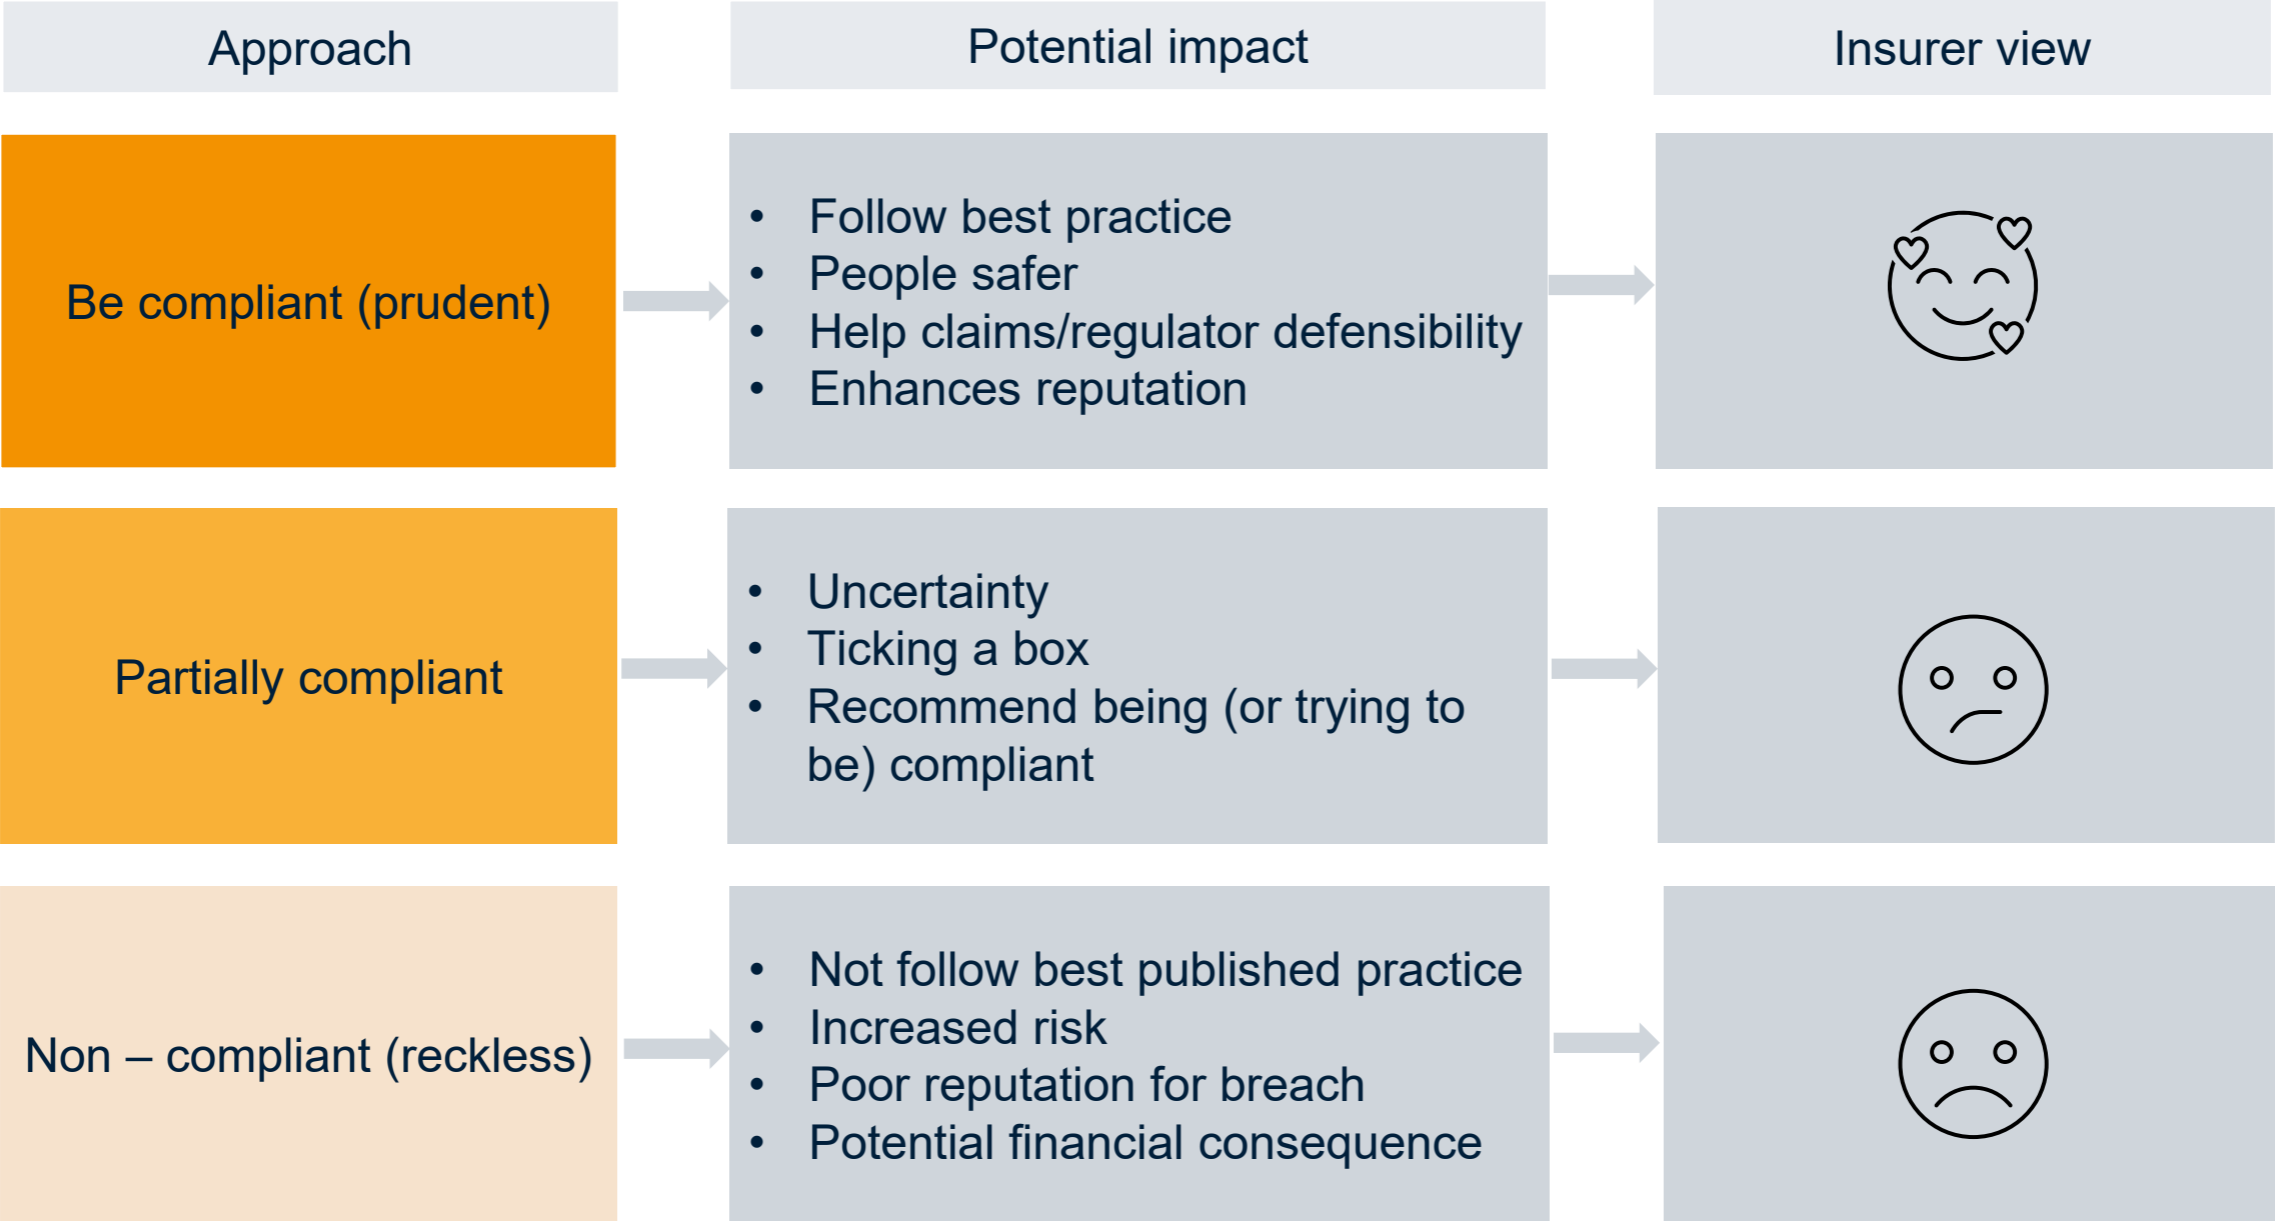 Approach
Potential impact
Insurer view
Be compliant (prudent)
• Follow best practice
• People safer
• Help claims/regulator defensibility
• Enhances reputation
Partially compliant
• Uncertainty
• Ticking a box
• Recommend being (or trying to
be) compliant
Non – compliant (reckless)
• Not follow best published practice
• Increased risk
• Poor reputation for breach
• Potential financial consequence